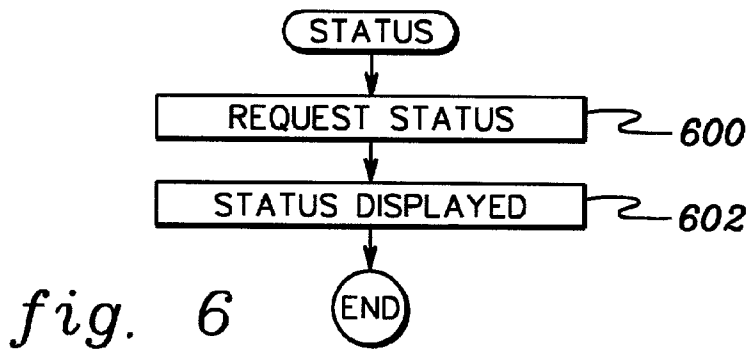 STATUS
REQUEST STATUS
600
STATUS DISPLAYED
602
END
fig. 6